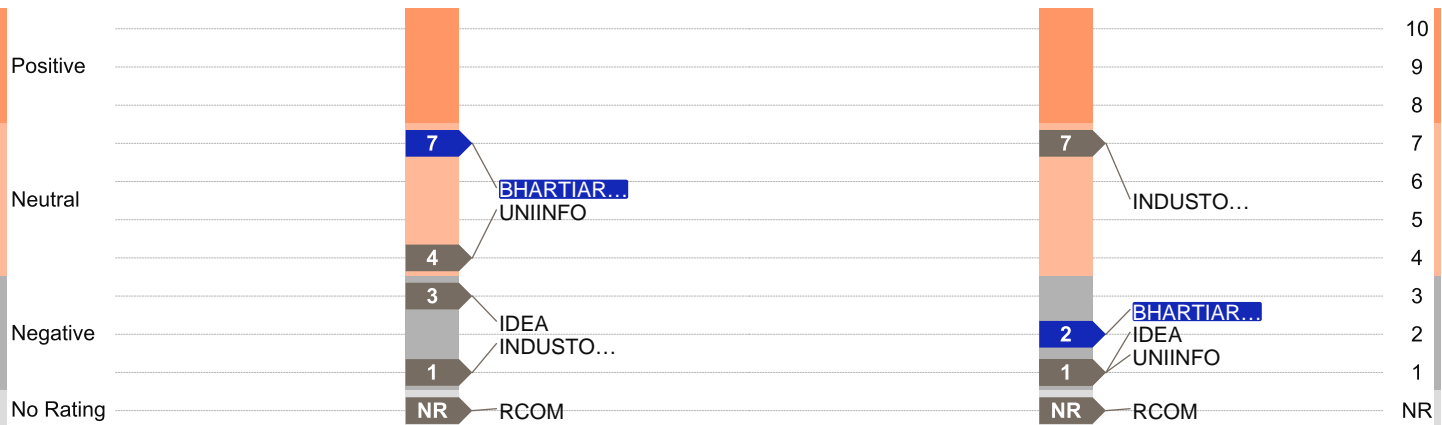 10
Positive
9
8
7
7
7
6
BHARTIAR...
Neutral
INDUSTO...
UNIINFO
5
4
4
3
3
BHARTIAR...
IDEA
Negative
2
IDEA
2
INDUSTO...
UNIINFO
1
1
1
No Rating
NR
RCOM
NR
RCOM
NR